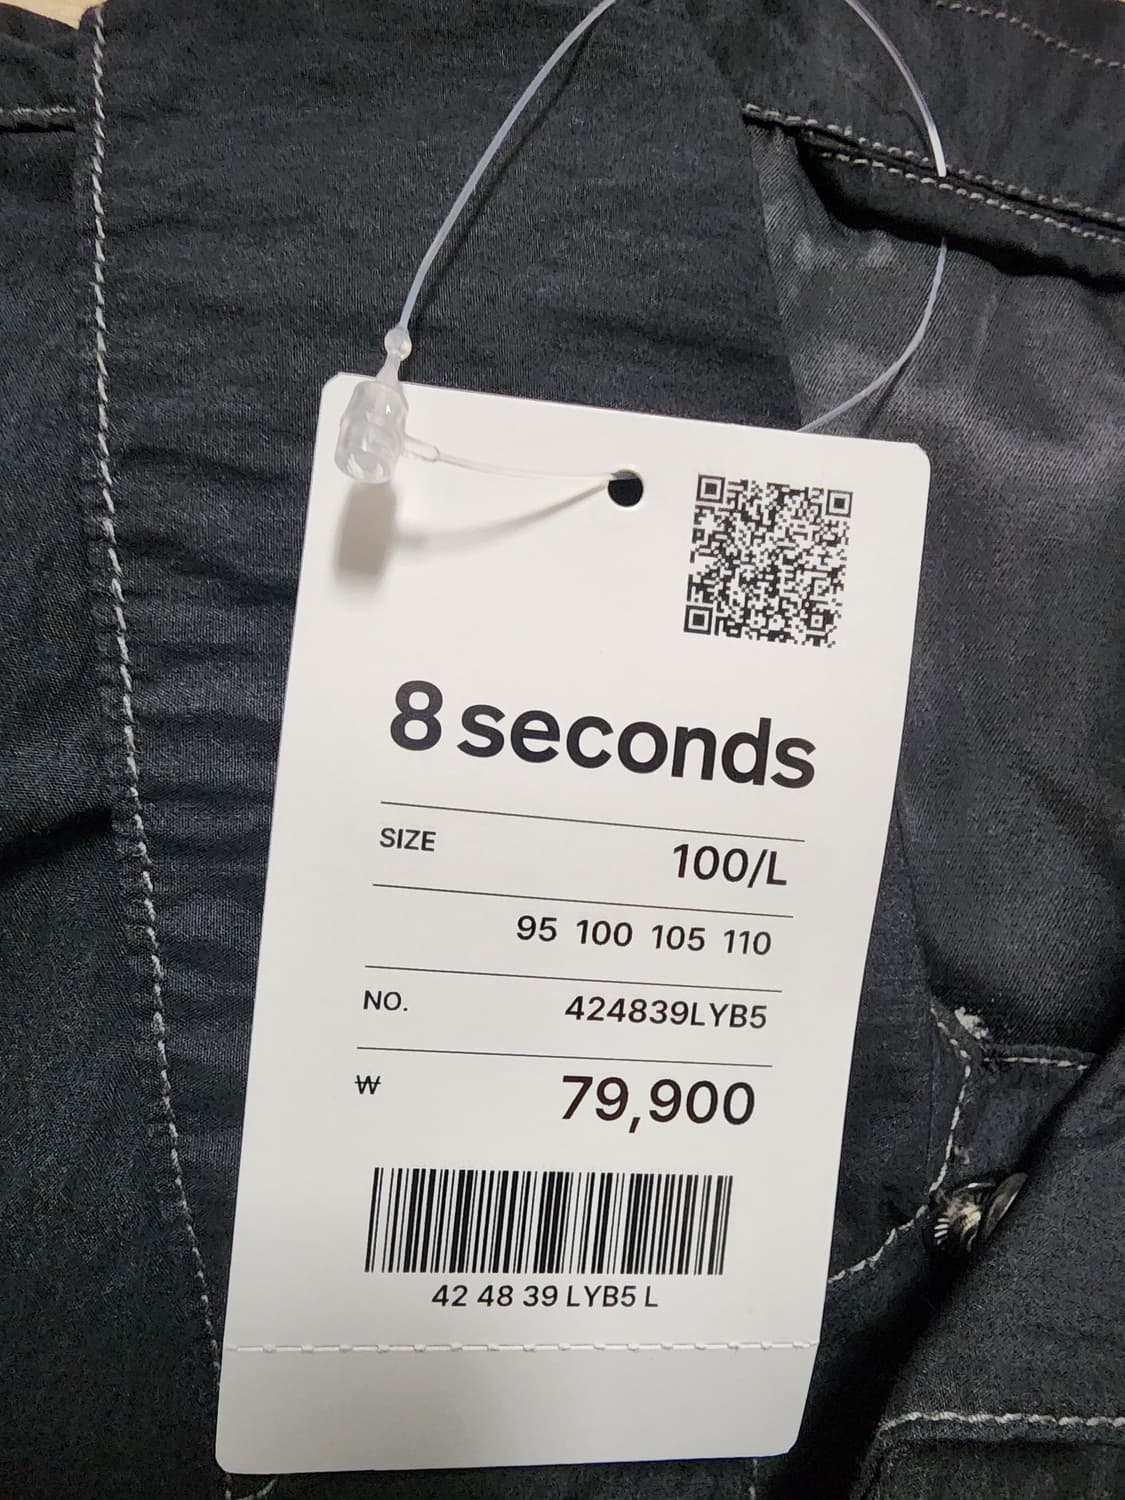 8 seconds
SIZE 100/L
95 100 105 110
NO. 424839LYB5
₩ 79,900
42 48 39 LYB5 L